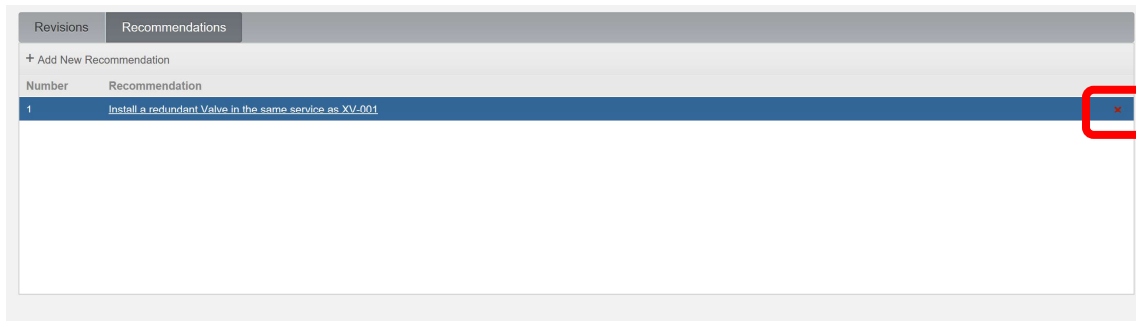 Revisions Recommendations
+ Add New Recommendation
Number Recommendation
1 Install a redundant Valve in the same service as XV-001